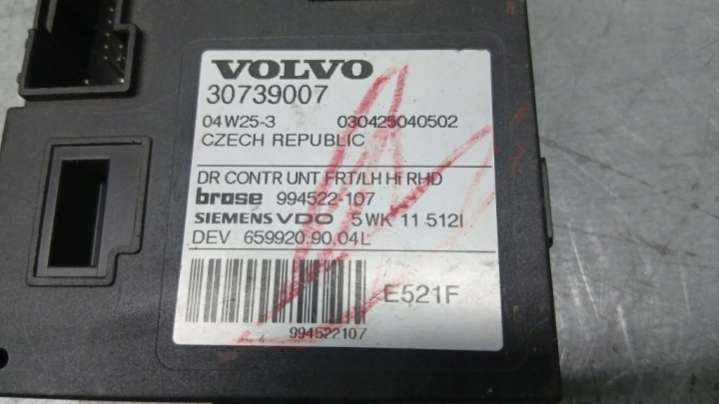 VOLVO
30739007
04W25-3 030425040502
CZECH REPUBLIC
DR CONTR UNT FRT/LH Hi RHD
brose 994522-107
SIEMENS VDO 5WK 11 512I
DEV 659920.90.04L
E521F
994522107